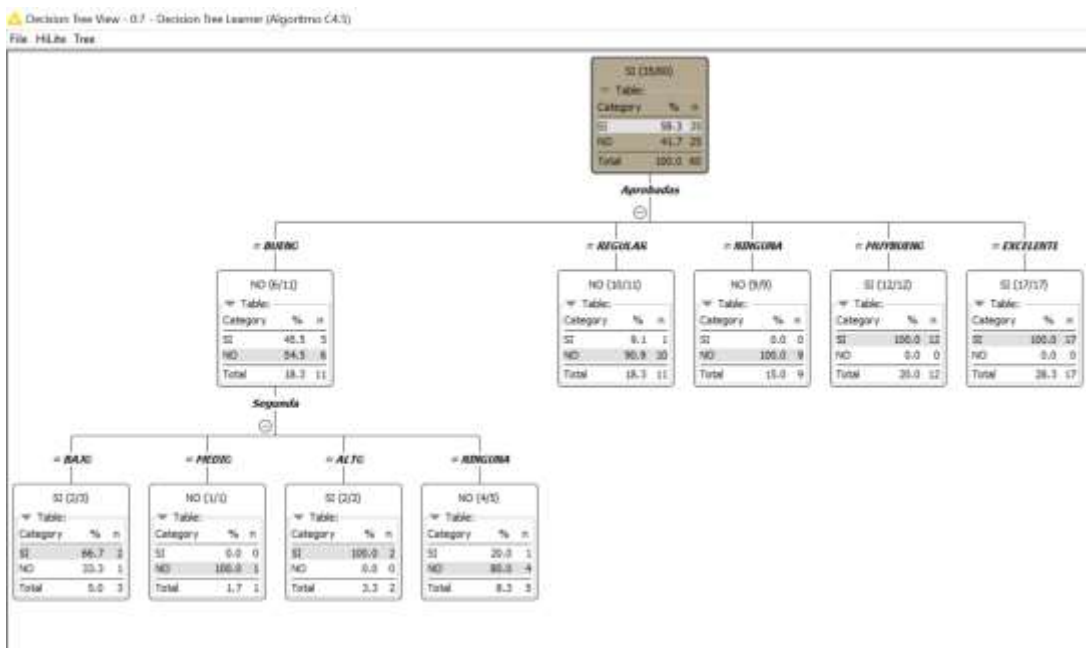 Decision Tree View - 0:7 - Decision Tree Learner (Algoritmo C4.5)
File HiLite Tree
SI (35/60)
Table:
Category % n
SI 58.3 35
NO 41.7 25
Total 100.0 60
Aprobadas
= BUENO
= REGULAR
= NINGUNA
= MUYBUENO
= EXCELENTE
NO (6/11)
Table:
Category % n
SI 45.5 5
NO 54.5 6
Total 18.3 11
NO (10/11)
Table:
Category % n
SI 9.1 1
NO 90.9 10
Total 18.3 11
NO (9/9)
Table:
Category % n
SI 0.0 0
NO 100.0 9
Total 15.0 9
SI (12/12)
Table:
Category % n
SI 100.0 12
NO 0.0 0
Total 20.0 12
SI (17/17)
Table:
Category % n
SI 100.0 17
NO 0.0 0
Total 28.3 17
Segunda
= BAJO
= MEDIO
= ALTO
= NINGUNA
SI (2/3)
Table:
Category % n
SI 66.7 2
NO 33.3 1
Total 5.0 3
NO (1/1)
Table:
Category % n
SI 0.0 0
NO 100.0 1
Total 1.7 1
SI (2/2)
Table:
Category % n
SI 100.0 2
NO 0.0 0
Total 3.3 2
NO (4/5)
Table:
Category % n
SI 20.0 1
NO 80.0 4
Total 8.3 5